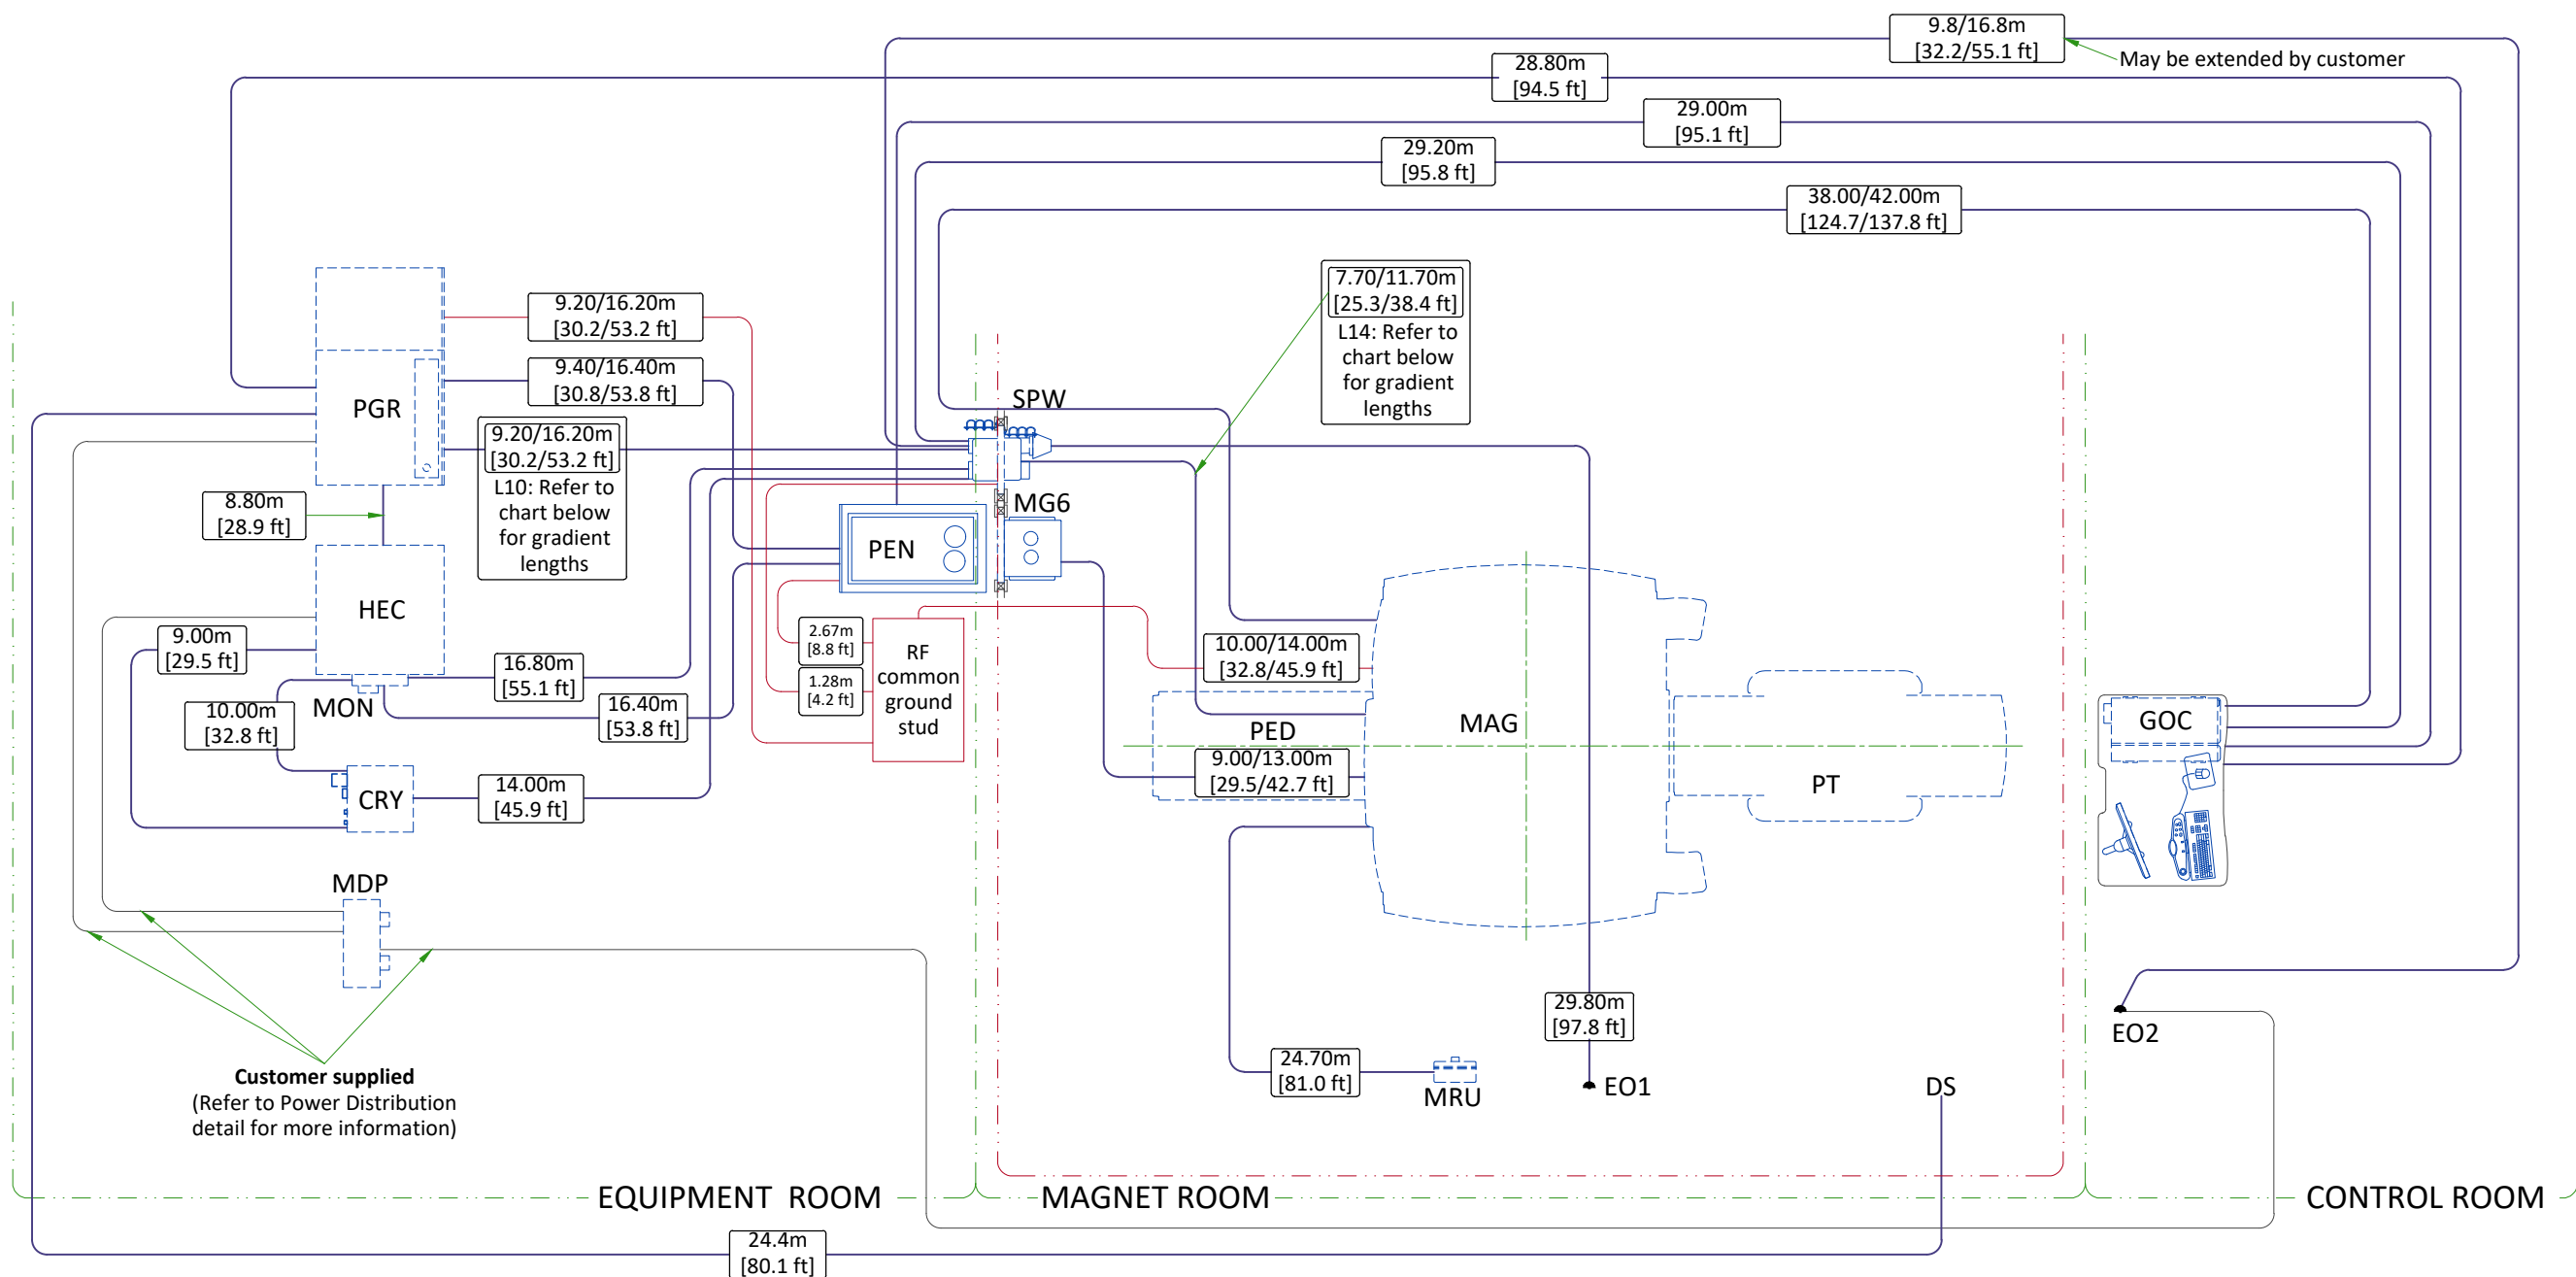 9.8/16.8m
[32.2/55.1 ft]
May be extended by customer
28.80m
[94.5 ft]
29.00m
[95.1 ft]
29.20m
[95.8 ft]
38.00/42.00m
[124.7/137.8 ft]
7.70/11.70m
[25.3/38.4 ft]
L14: Refer to
chart below
for gradient
lengths
9.20/16.20m
[30.2/53.2 ft]
9.40/16.40m
[30.8/53.8 ft]
PGR
SPW
9.20/16.20m
[30.2/53.2 ft]
L10: Refer to
chart below
for gradient
lengths
8.80m
[28.9 ft]
MG6
PEN
HEC
9.00m
[29.5 ft]
16.80m
[55.1 ft]
2.67m
[8.8 ft]
1.28m
[4.2 ft]
RF
common
ground
stud
10.00/14.00m
[32.8/45.9 ft]
MON
10.00m
[32.8 ft]
16.40m
[53.8 ft]
PED
MAG
GOC
9.00/13.00m
[29.5/42.7 ft]
PT
CRY
14.00m
[45.9 ft]
MDP
29.80m
[97.8 ft]
EO2
24.70m
[81.0 ft]
MRU
EO1
DS
Customer supplied
(Refer to Power Distribution
detail for more information)
EQUIPMENT ROOM
MAGNET ROOM
CONTROL ROOM
24.4m
[80.1 ft]